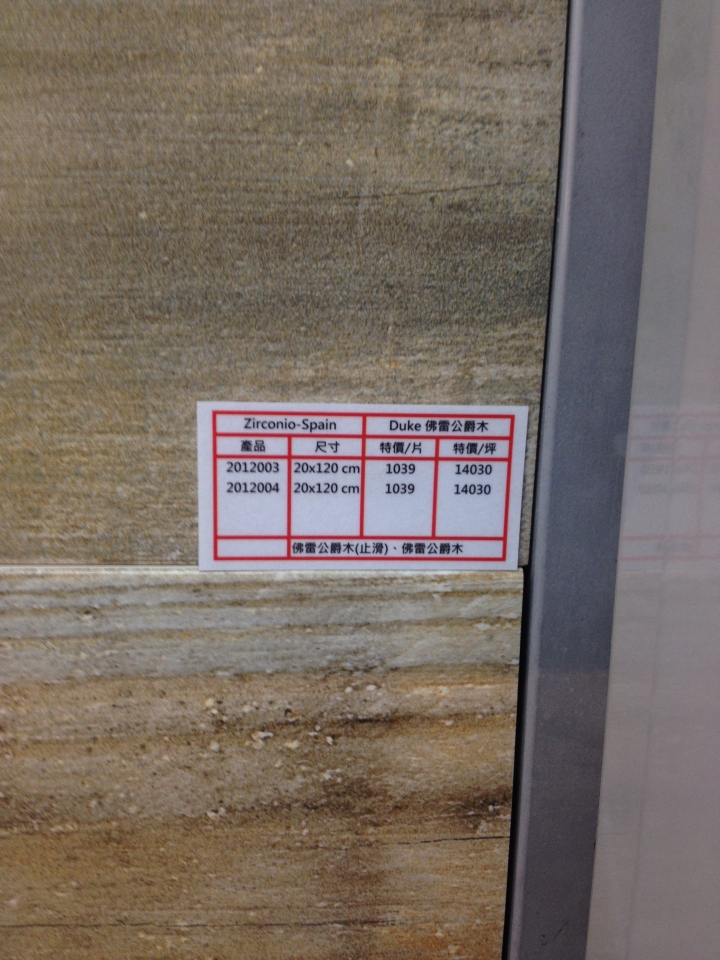 Zirconio-Spain Duke 佛雷公爵木
產品 尺寸 特價/片 特價/坪
2012003 20x120 cm 1039 14030
2012004 20x120 cm 1039 14030
佛雷公爵木(止滑)、佛雷公爵木